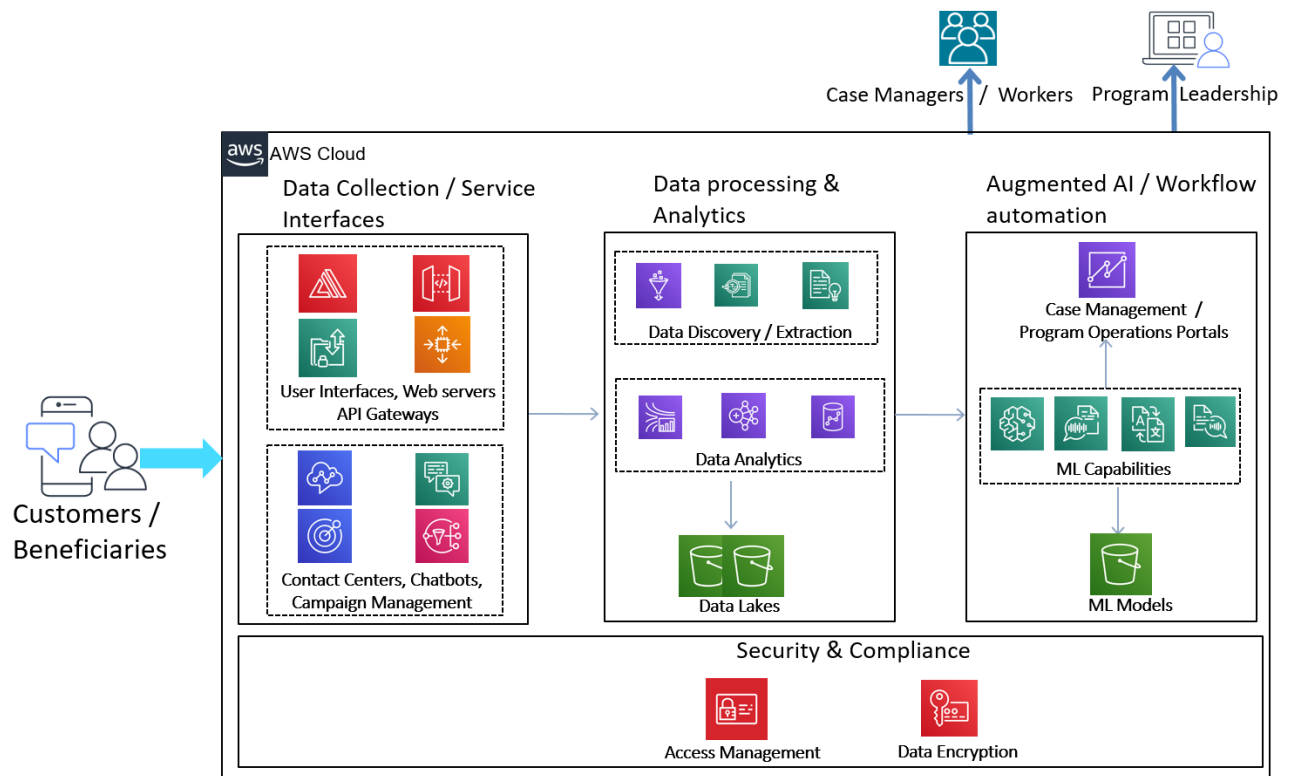 Case Managers / Workers
Program Leadership
aws
AWS Cloud
Data Collection / Service
Interfaces
Data processing &
Analytics
Augmented AI / Workflow
automation
User Interfaces, Web servers
API Gateways
Data Discovery / Extraction
Case Management /
Program Operations Portals
Data Analytics
A
文
ML Capabilities
Customers /
Beneficiaries
Contact Centers, Chatbots,
Campaign Management
Data Lakes
ML Models
Security & Compliance
Access Management
Data Encryption